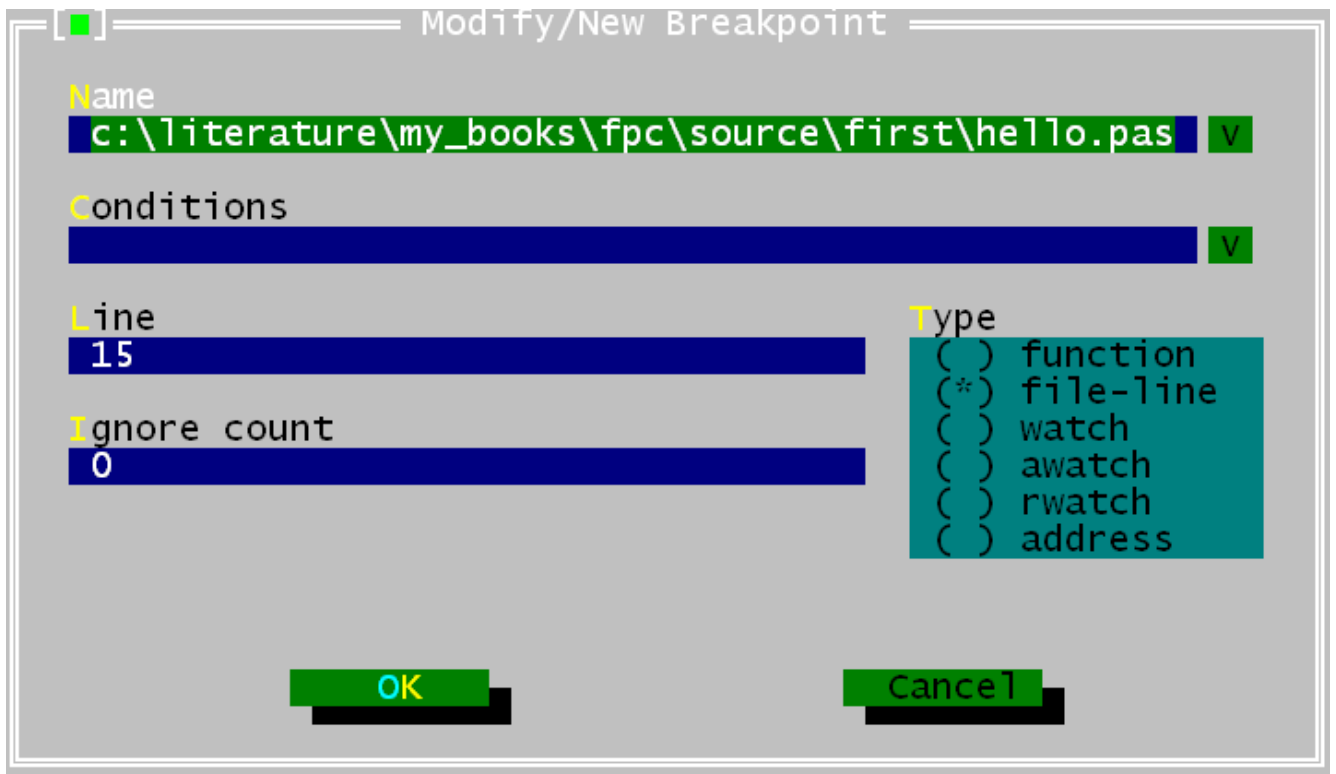 [■] Modify/New Breakpoint
Name
c:\literature\my_books\fpc\source\first\hello.pas v
Conditions
v
Line
15
Ignore count
0
Type
( ) function
(*) file-line
( ) watch
( ) awatch
( ) rwatch
( ) address
OK
Cancel